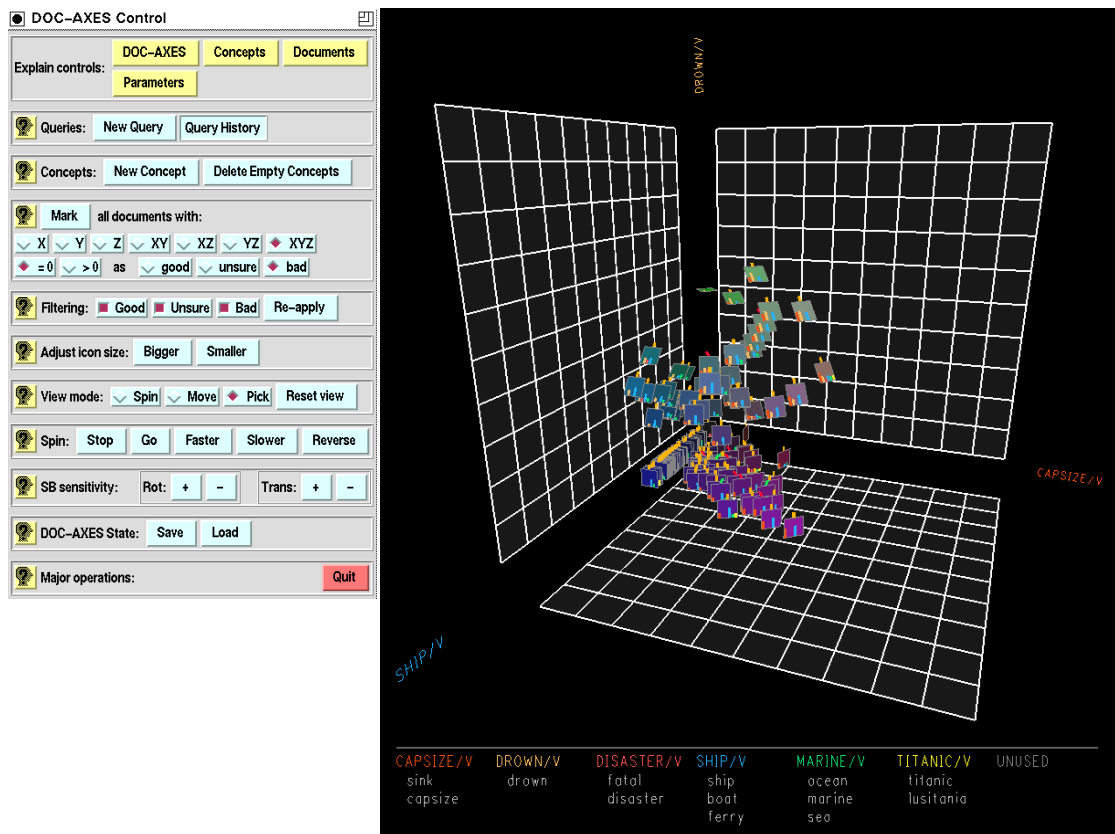 DOC-AXES Control
Explain controls: DOC-AXES Concepts Documents
Parameters
Queries: New Query Query History
Concepts: New Concept Delete Empty Concepts
Mark all documents with:
X Y Z XY XZ YZ XYZ
= 0 > 0 as good unsure bad
Filtering: Good Unsure Bad Re-apply
Adjust icon size: Bigger Smaller
View mode: Spin Move Pick Reset view
Spin: Stop Go Faster Slower Reverse
SB sensitivity: Rot: + - Trans: + -
DOC-AXES State: Save Load
Major operations: Quit
DROWN/V
CAPSIZE/V
SHIP/V
CAPSIZE/V DROWN/V DISASTER/V SHIP/V MARINE/V TITANIC/V UNUSED
sink drown fatal ship ocean titanic
capsize disaster boat marine lusitania
ferry sea